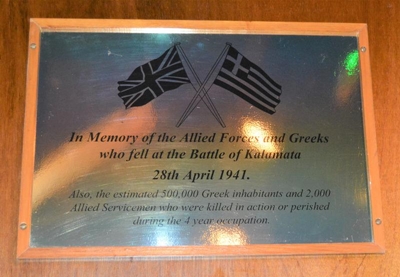 In Memory of the Allied Forces and Greeks
who fell at the Battle of Kalamata
28th April 1941.
Also, the estimated 500,000 Greek inhabitants and 2,000
Allied Servicemen who were killed in action or perished
during the 4 year occupation.